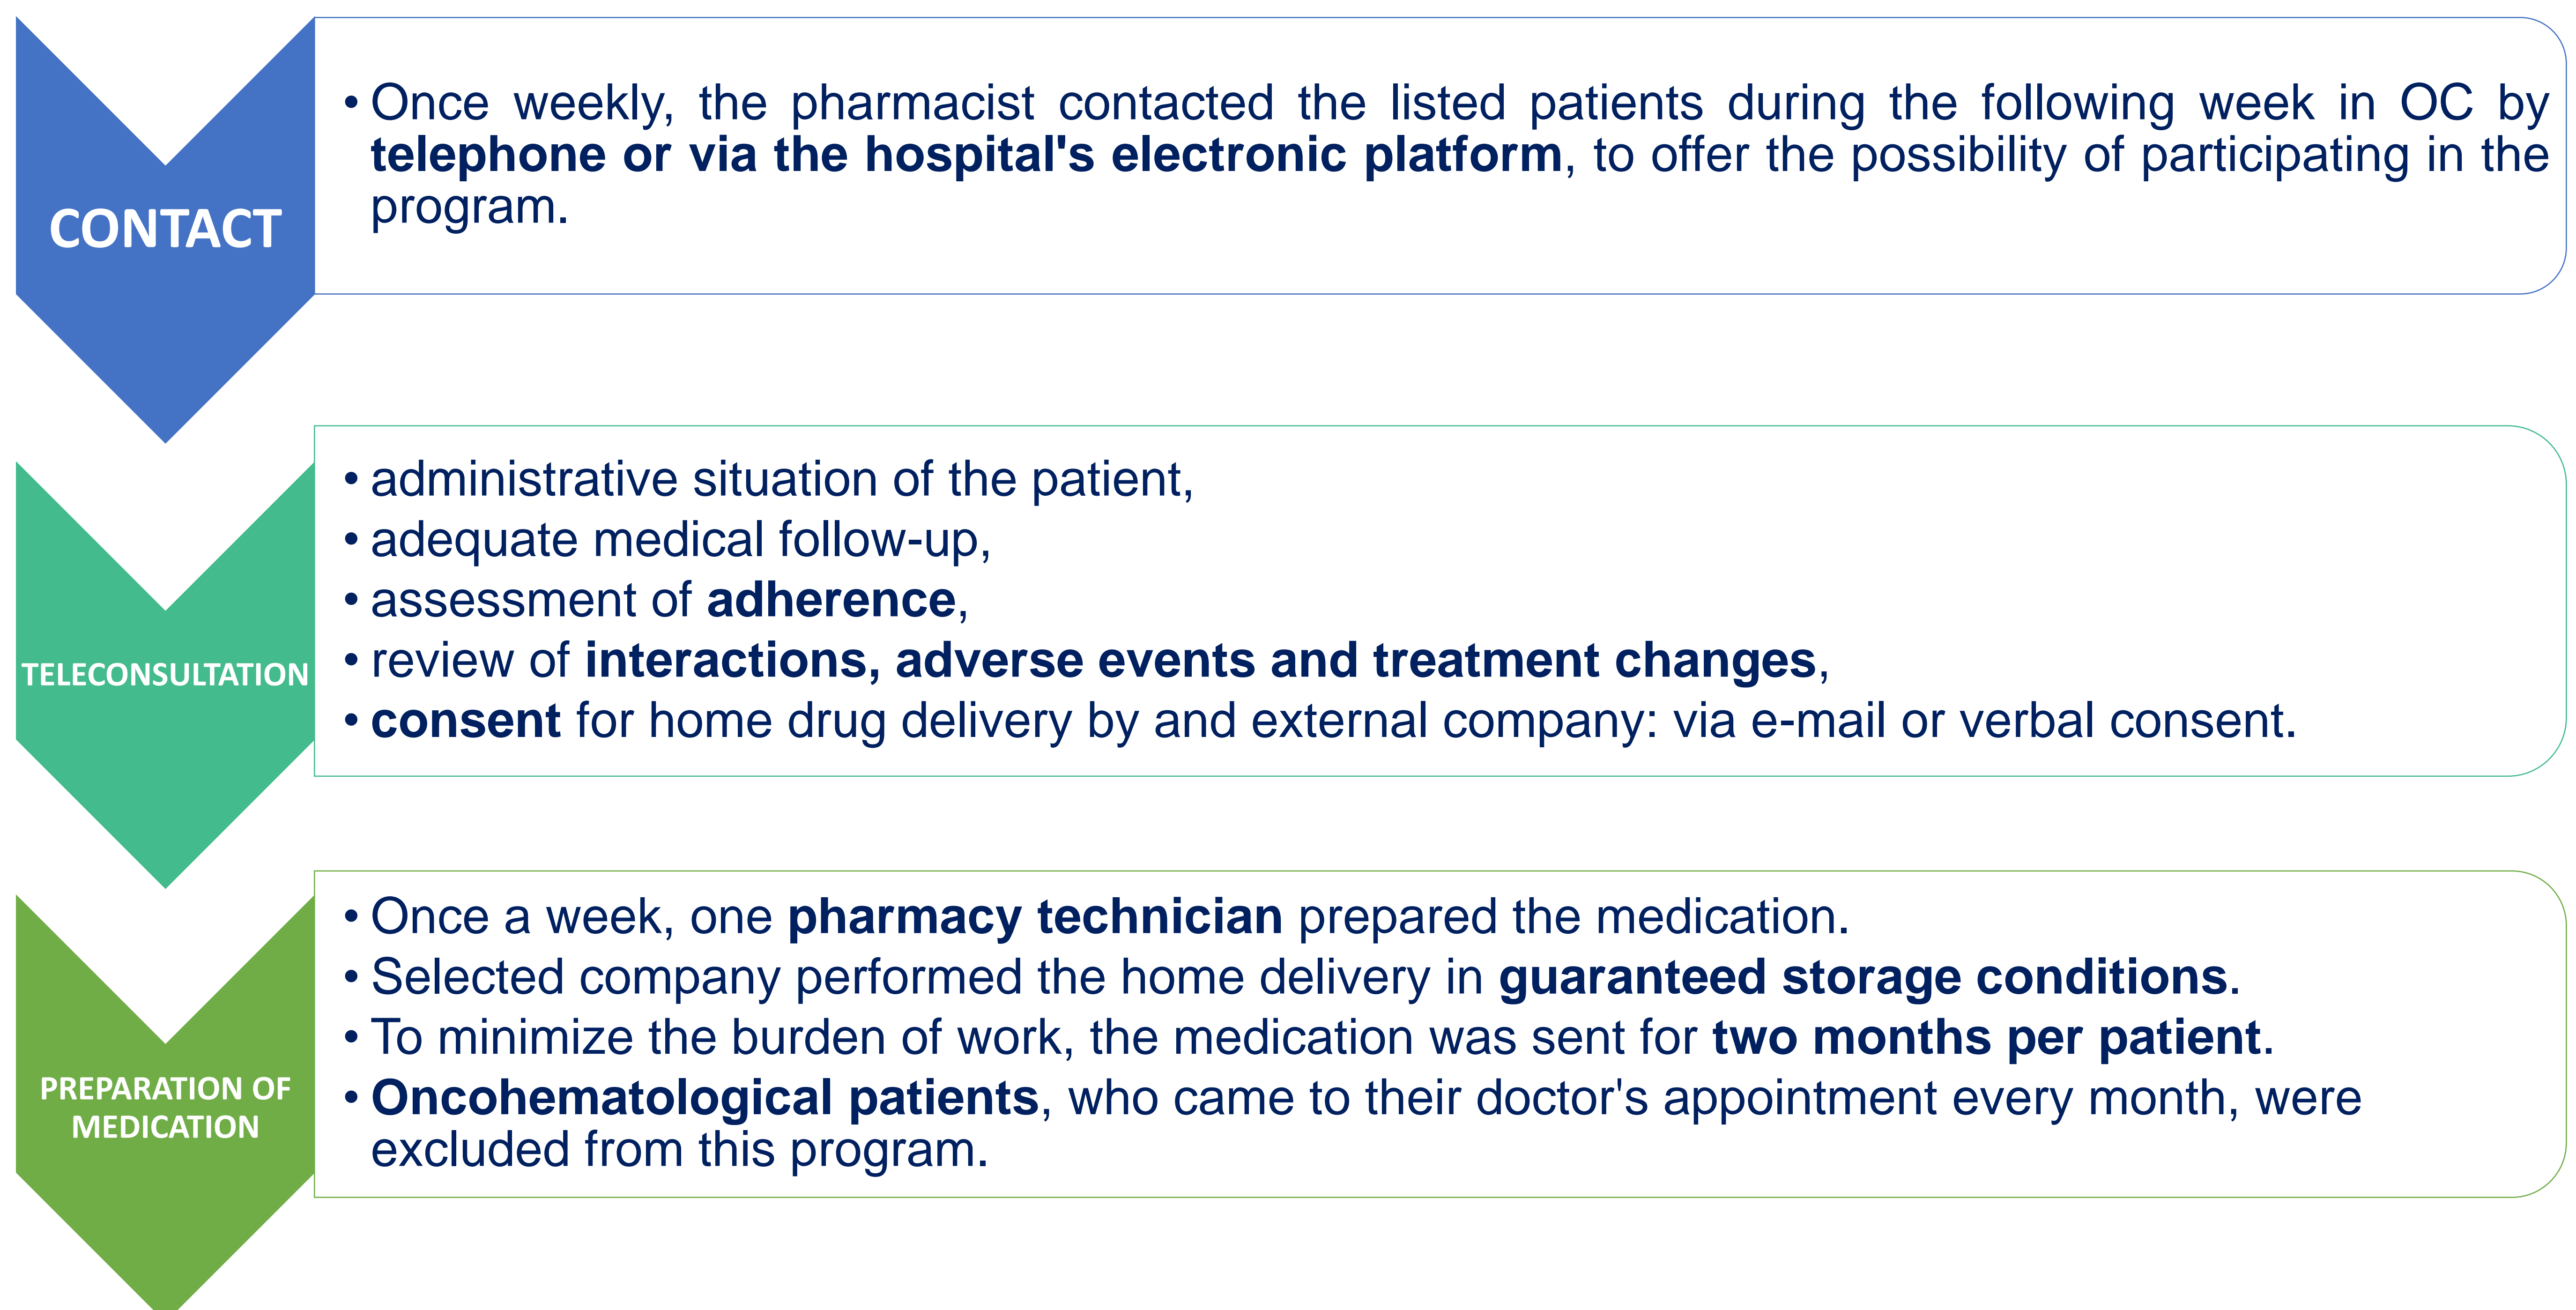 CONTACT
• Once weekly, the pharmacist contacted the listed patients during the following week in OC by
telephone or via the hospital's electronic platform, to offer the possibility of participating in the
program.
TELECONSULTATION
• administrative situation of the patient,
• adequate medical follow-up,
• assessment of adherence,
• review of interactions, adverse events and treatment changes,
• consent for home drug delivery by and external company: via e-mail or verbal consent.
PREPARATION OF
MEDICATION
• Once a week, one pharmacy technician prepared the medication.
• Selected company performed the home delivery in guaranteed storage conditions.
• To minimize the burden of work, the medication was sent for two months per patient.
• Oncohematological patients, who came to their doctor's appointment every month, were
excluded from this program.